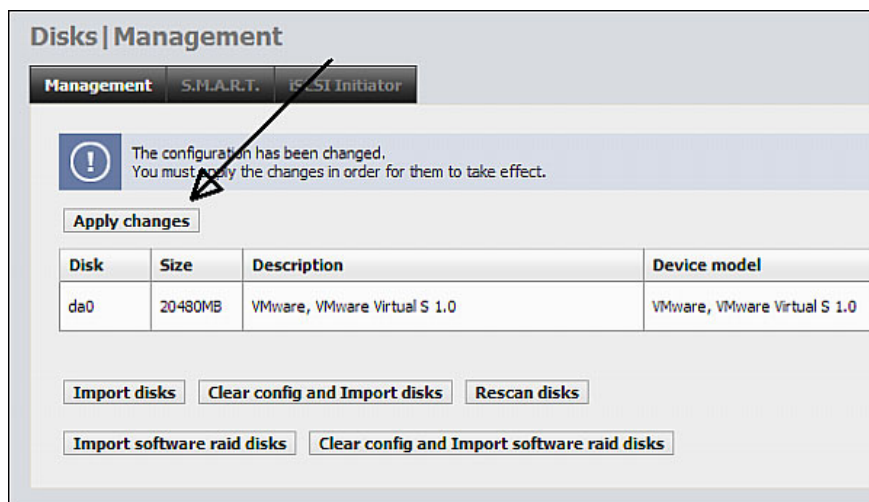 Disks|Management
Management S.M.A.R.T. iSCSI Initiator
The configuration has been changed.
You must apply the changes in order for them to take effect.
Apply changes
Disk Size Description Device model
da0 20480MB VMware, VMware Virtual S 1.0 VMware, VMware Virtual S 1.0
Import disks Clear config and Import disks Rescan disks
Import software raid disks Clear config and Import software raid disks